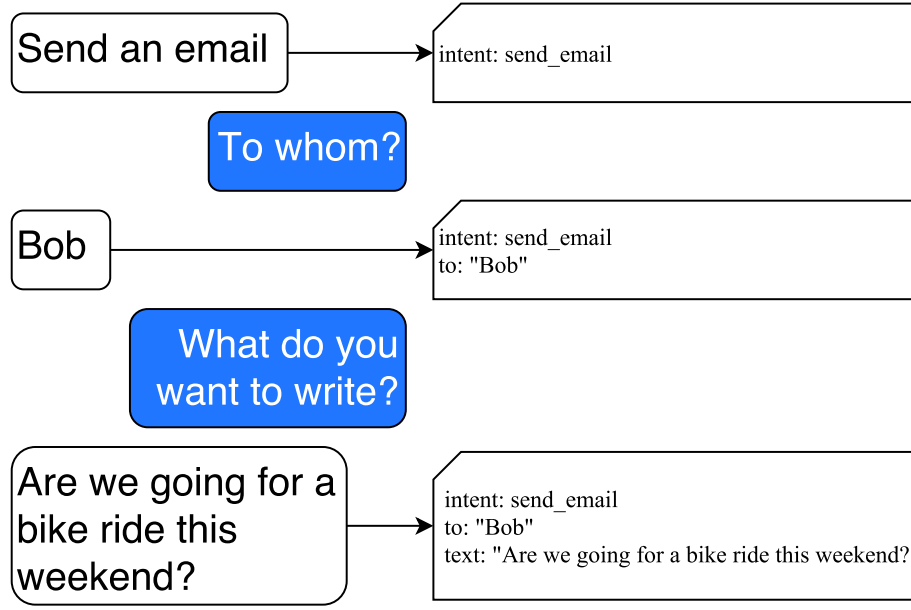 Send an email
intent: send_email
To whom?
Bob
intent: send_email
to: "Bob"
What do you
want to write?
Are we going for a
bike ride this
weekend?
intent: send_email
to: "Bob"
text: "Are we going for a bike ride this weekend?